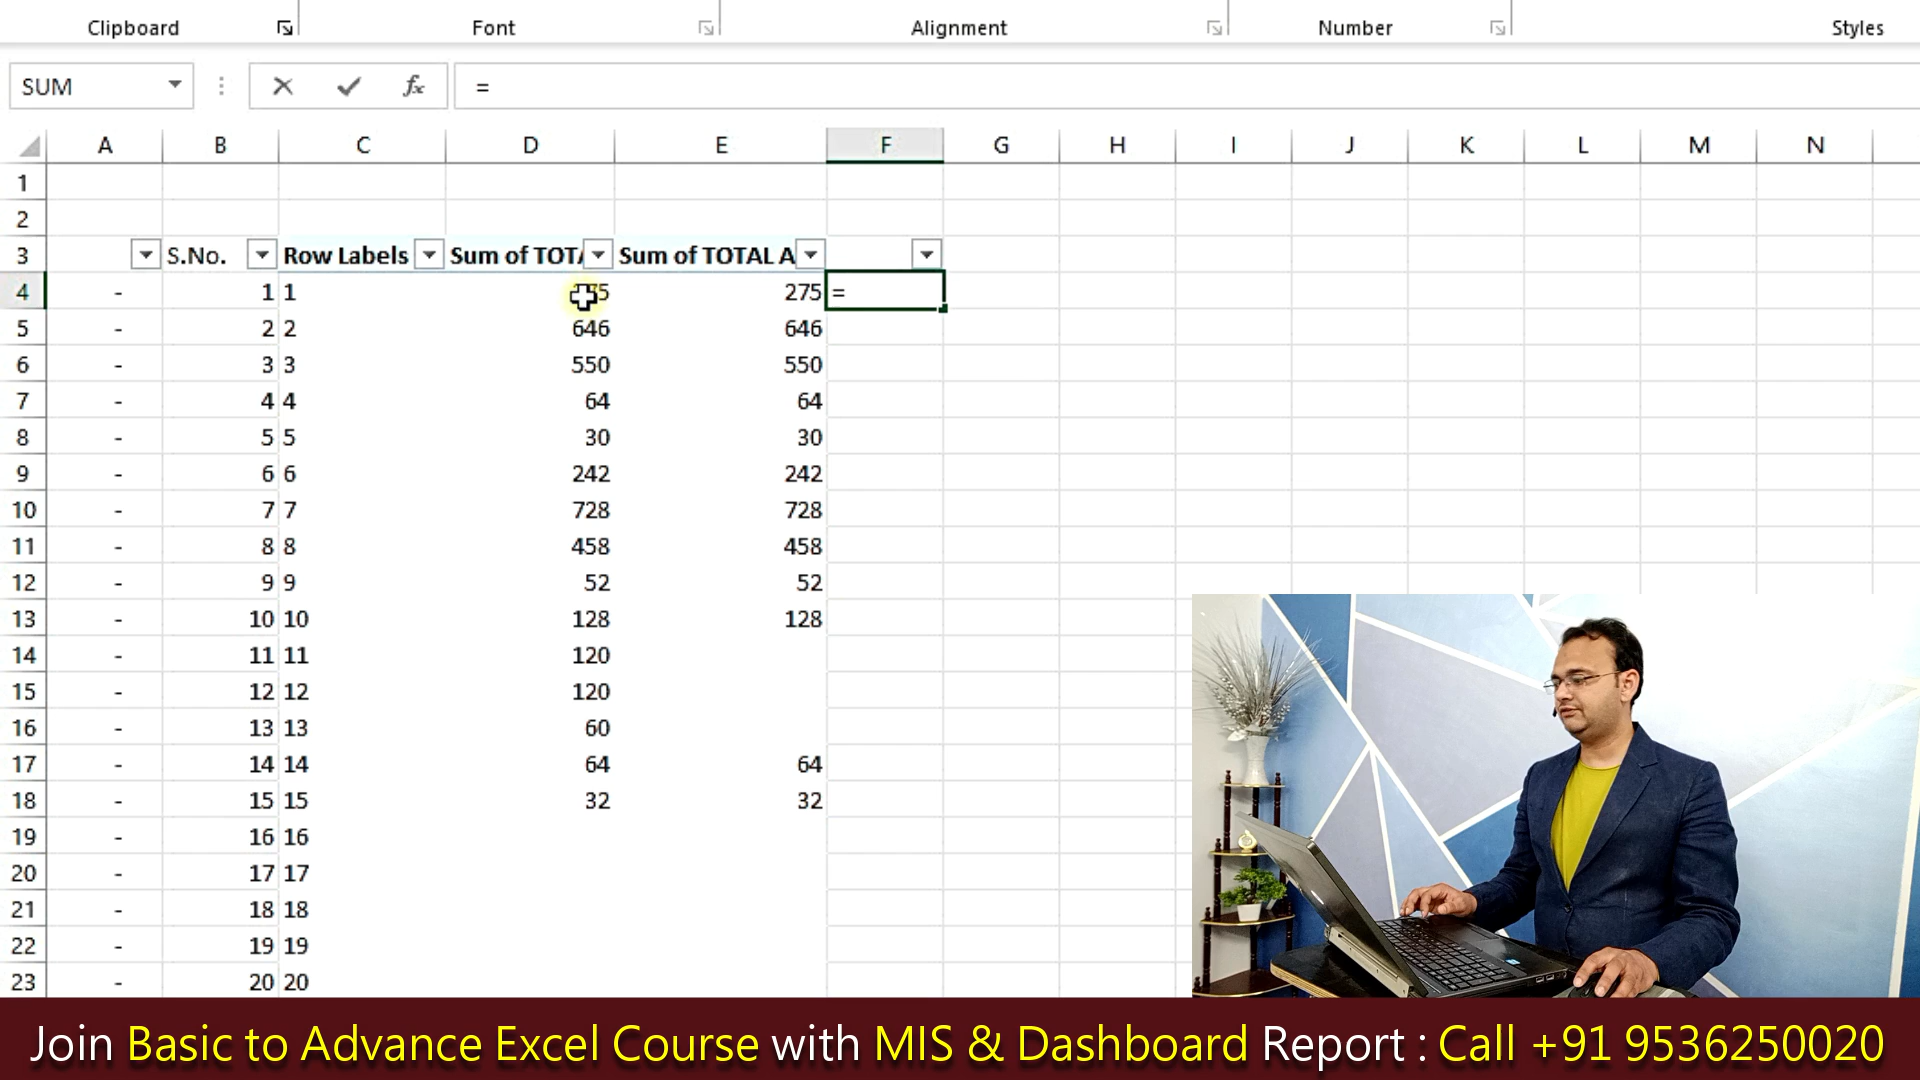 Clipboard Font Alignment Number Styles
SUM fx =
A B C D E F G H I J K L M N
1
2
3 S.No. Row Labels Sum of TOTA Sum of TOTAL A
4 - 1 1 275 =
5 - 2 2 646 646
6 - 3 3 550 550
7 - 4 4 64 64
8 - 5 5 30 30
9 - 6 6 242 242
10 - 7 7 728 728
11 - 8 8 458 458
12 - 9 9 52 52
13 - 10 10 128 128
14 - 11 11 120
15 - 12 12 120
16 - 13 13 60
17 - 14 14 64 64
18 - 15 15 32 32
19 - 16 16
20 - 17 17
21 - 18 18
22 - 19 19
23 - 20 20
Join Basic to Advance Excel Course with MIS & Dashboard Report : Call +91 9536250020